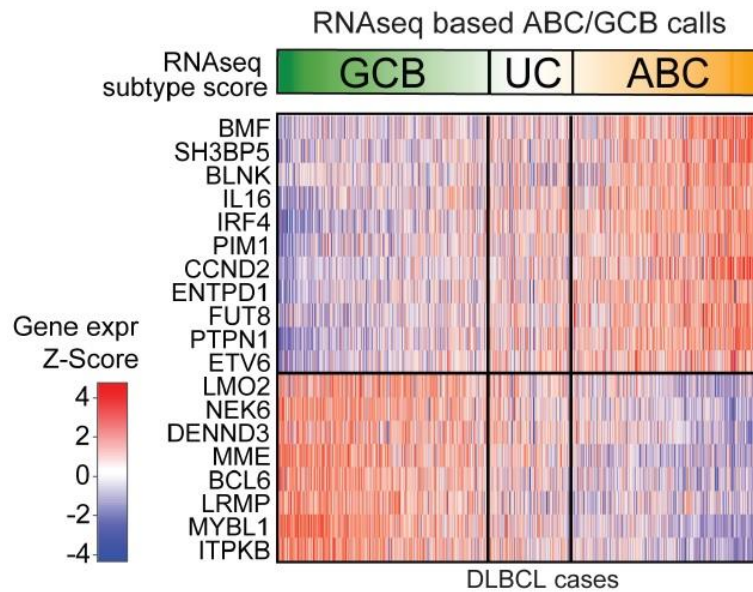 RNAseq based ABC/GCB calls
RNAseq
subtype score
GCB
UC
ABC
BMF
SH3BP5
BLNK
IL16
IRF4
PIM1
CCND2
ENTPD1
FUT8
PTPN1
ETV6
LMO2
NEK6
DENND3
MME
BCL6
LRMP
MYBL1
ITPKB
Gene expr
Z-Score
4
2
0
-2
-4
DLBCL cases